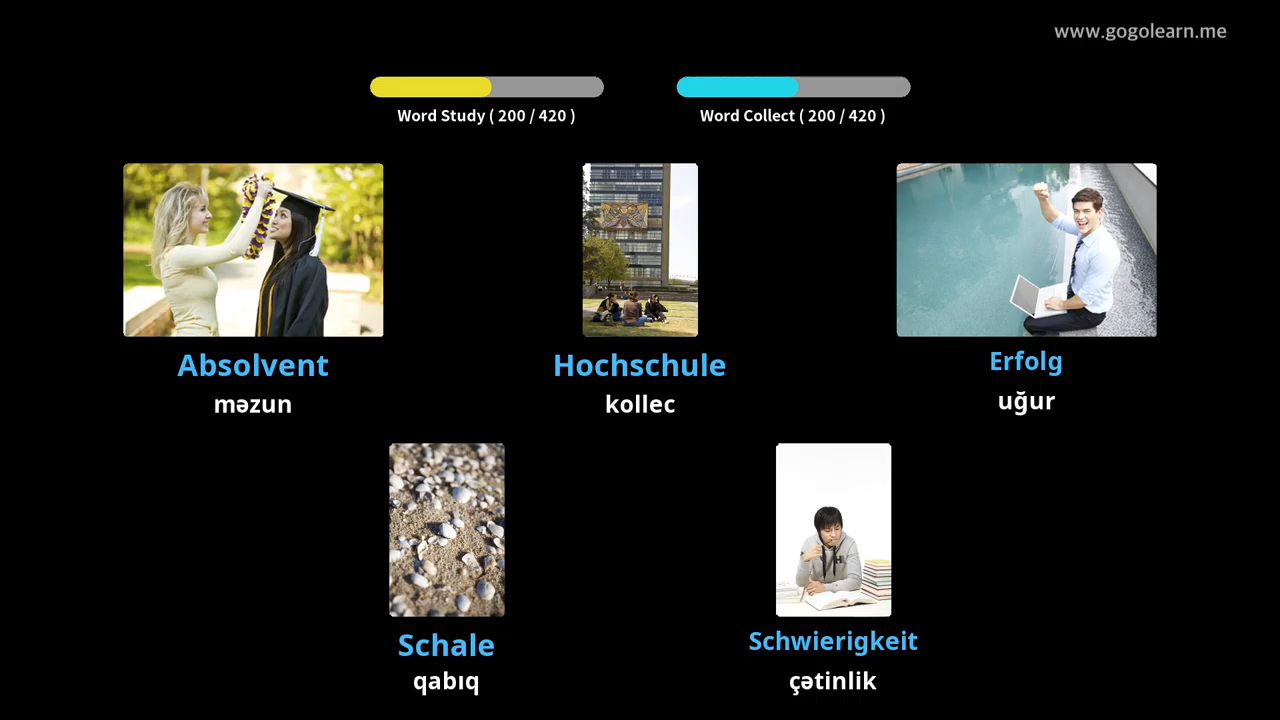 www.gogolearn.me
Word Study ( 200 / 420 )
Word Collect ( 200 / 420 )
Absolvent
məzun
Hochschule
kollec
Erfolg
uğur
Schale
qabıq
Schwierigkeit
çətinlik